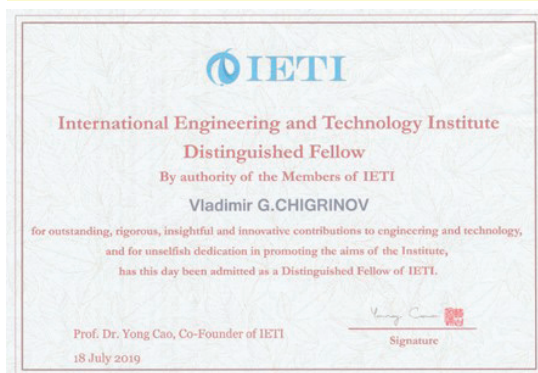 IETI
International Engineering and Technology Institute
Distinguished Fellow
By authority of the Members of IETI
Vladimir G.CHIGRINOV
for outstanding, rigorous, insightful and innovative contributions to engineering and technology,
and for unselfish dedication in promoting the aims of the Institute,
has this day been admitted as a Distinguished Fellow of IETI.
Yong Cao
Prof. Dr. Yong Cao, Co-Founder of IETI
Signature
18 July 2019